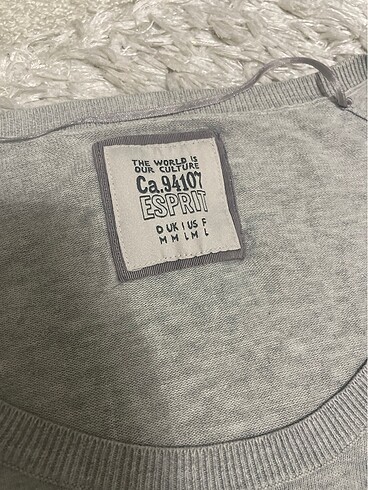 THE WORLD IS
OUR CULTURE
Ca.94107
ESPRIT
D UK I US F
M M L M L